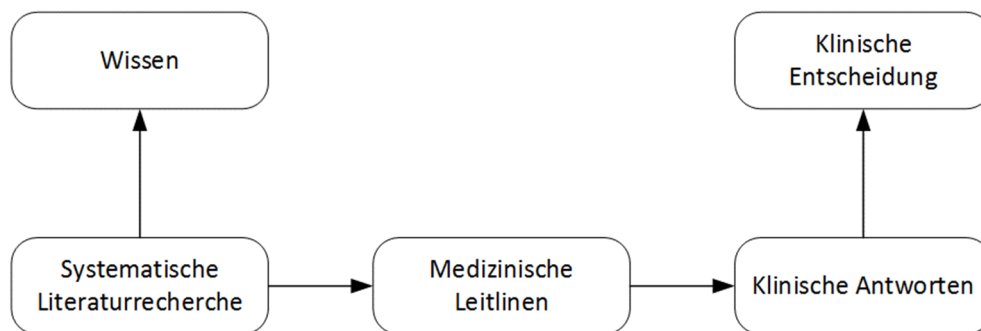 Wissen
Klinische
Entscheidung
Systematische
Literaturrecherche
Medizinische
Leitlinen
Klinische Antworten